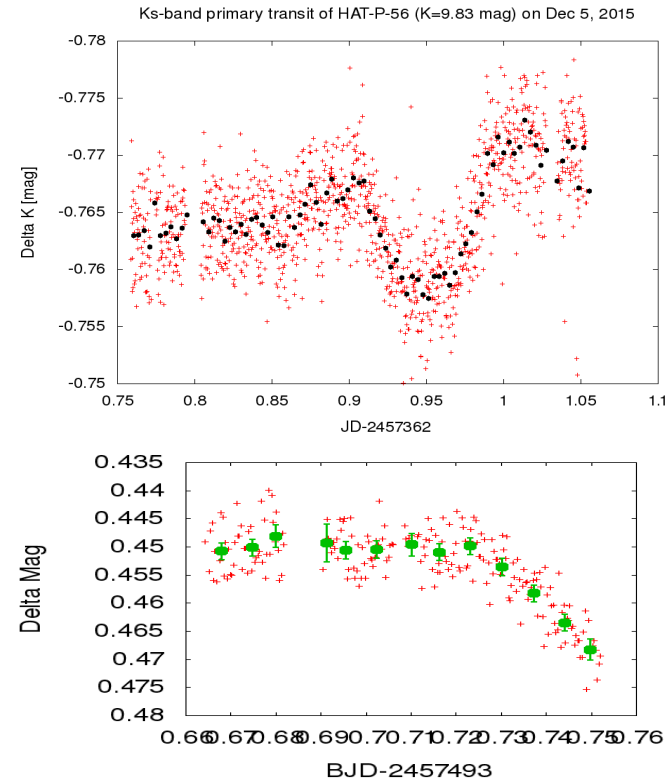 Ks-band primary transit of HAT-P-56 (K=9.83 mag) on Dec 5, 2015
-0.78
-0.775
-0.77
-0.765
-0.76
-0.755
-0.75
Delta K [mag]
0.75 0.8 0.85 0.9 0.95 1 1.05 1.1
JD-2457362
0.435
0.44
0.445
0.45
0.455
0.46
0.465
0.47
0.475
0.48
Delta Mag
0.66 0.67 0.68 0.69 0.70 0.71 0.72 0.73 0.74 0.75 0.76
BJD-2457493